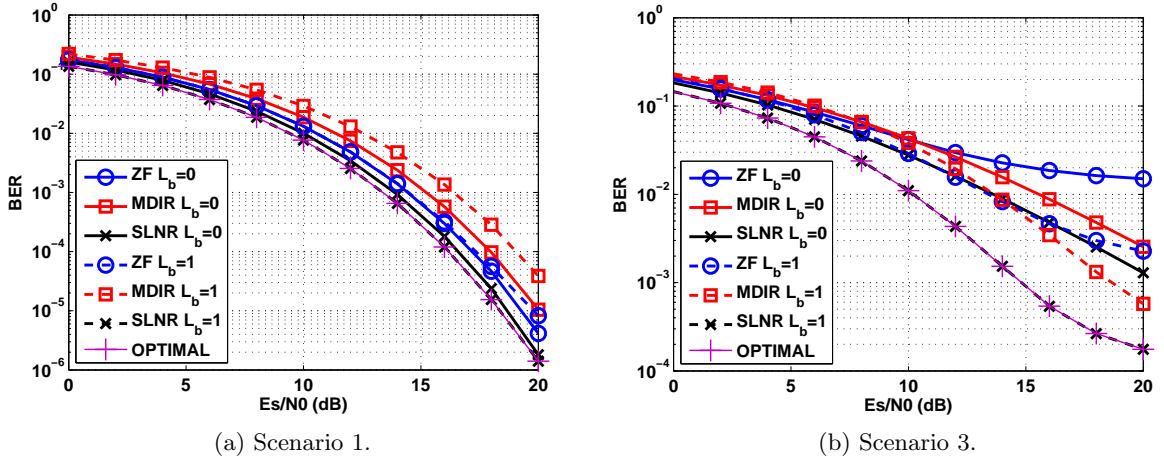 10^0
10^-1
10^-2
10^-3
10^-4
10^-5
10^-6
BER
0 5 10 15 20
Es/N0 (dB)
ZF L_b=0
MDIR L_b=0
SLNR L_b=0
ZF L_b=1
MDIR L_b=1
SLNR L_b=1
OPTIMAL
(a) Scenario 1.
10^0
10^-1
10^-2
10^-3
10^-4
BER
0 5 10 15 20
Es/N0 (dB)
ZF L_b=0
MDIR L_b=0
SLNR L_b=0
ZF L_b=1
MDIR L_b=1
SLNR L_b=1
OPTIMAL
(b) Scenario 3.